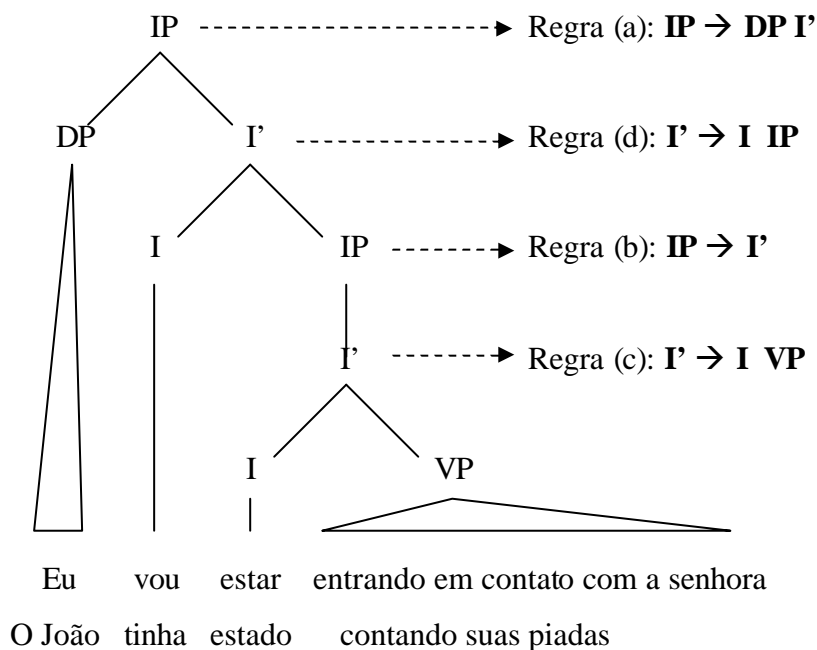 IP Regra (a): IP → DP I’
DP I’ Regra (d): I’ → I IP
I IP Regra (b): IP → I’
I’ Regra (c): I’ → I VP
I VP
Eu vou estar entrando em contato com a senhora
O João tinha estado contando suas piadas